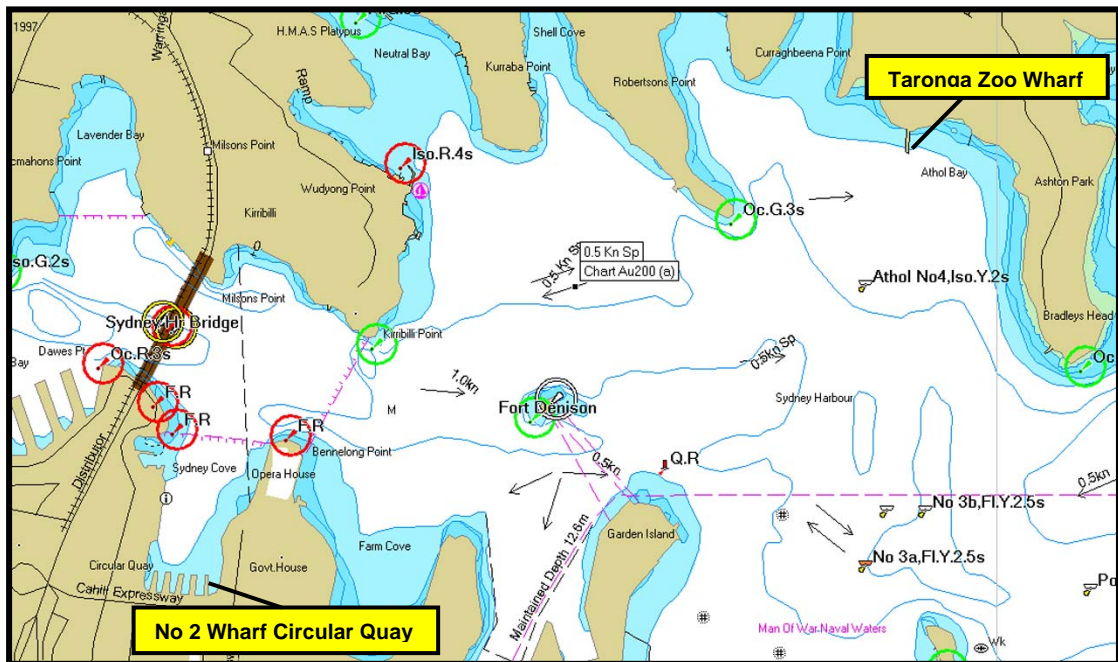 1997
Warringa
H.M.A.S Platypus
Neutral Bay
Shell Cove
Kurraba Point
Curraghbeena Point
Robertsons Point
Taronga Zoo Wharf
Ramp
Lavender Bay
Milsons Point
cmahons Point
Wudyong Point
Iso.R.4s
Kirribilli
Athol Bay
Ashton Park
Oc.G.3s
so.G.2s
0.5 Kn Sp
0.5Kn Sp
Chart Au200 (a)
Athol No4,Iso.Y.2s
Milsons Point
Sydney Hr Bridge
Bradleys Head
Kirribilli Point
Dawes Pt
Bay
Oc.R.3s
Oc
0.5Kn Sp
1.0kn
F.R
M
Fort Denison
Sydney Harbour
F.R
F.R
Bennelong Point
Sydney Cove
Opera House
Distributor
0.5kn
Q.R
0.5kn
No 3b,Fl.Y.2.5s
Garden Island
Farm Cove
Circular Quay
Govt.House
No 3a,Fl.Y.2.5s
Cahill Expressway
Maintained Depth 12.6m
Po
No 2 Wharf Circular Quay
Man Of War Naval Waters
Wk